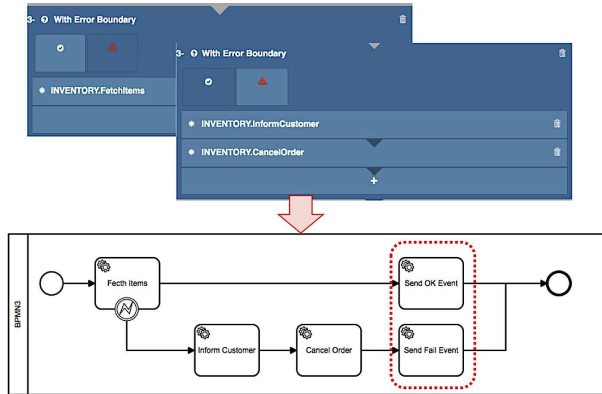 3- With Error Boundary
INVENTORY.FetchItems
3- With Error Boundary
INVENTORY.InformCustomer
INVENTORY.CancelOrder
+
BPMN3
Fecth Items
Send OK Event
Inform Customer
Cancel Order
Send Fail Event